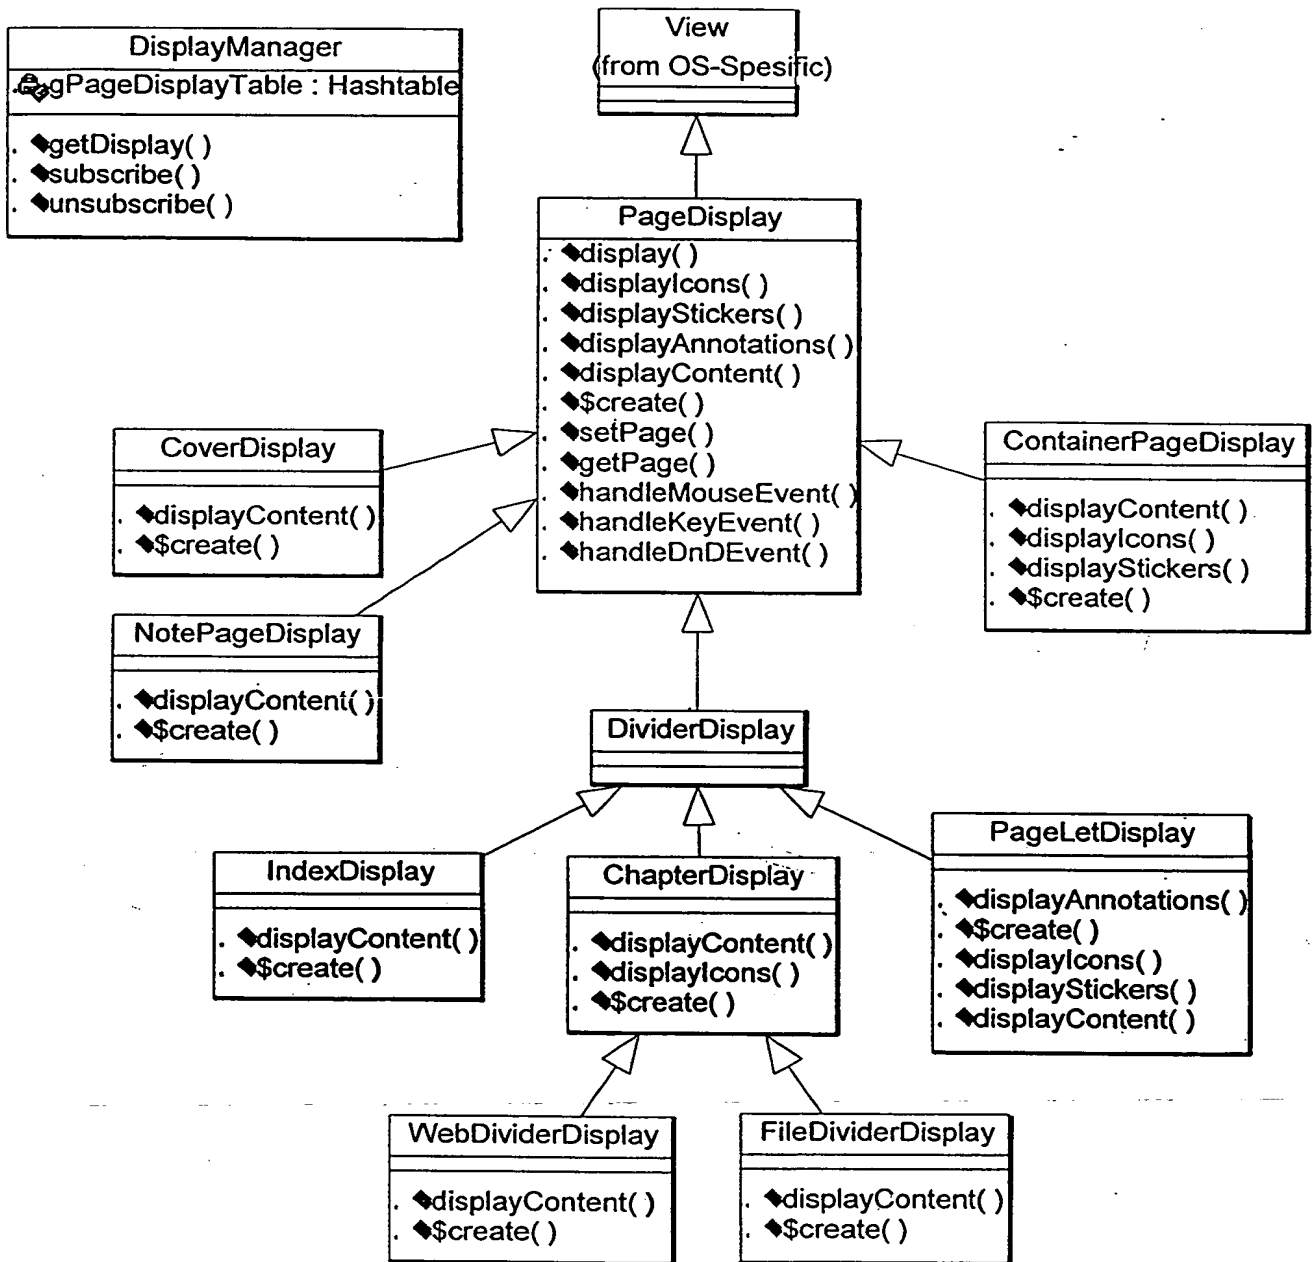 DisplayManager
gPageDisplayTable : Hashtable
getDisplay( )
subscribe( )
unsubscribe( )
View
(from OS-Spesific)
PageDisplay
display( )
displayIcons( )
displayStickers( )
displayAnnotations( )
displayContent( )
$create( )
setPage( )
getPage( )
handleMouseEvent( )
handleKeyEvent( )
handleDnDEvent( )
CoverDisplay
displayContent( )
$create( )
ContainerPageDisplay
displayContent( )
displayIcons( )
displayStickers( )
$create( )
NotePageDisplay
displayContent( )
$create( )
DividerDisplay
IndexDisplay
displayContent( )
$create( )
ChapterDisplay
displayContent( )
displayIcons( )
$create( )
PageLetDisplay
displayAnnotations( )
$create( )
displayIcons( )
displayStickers( )
displayContent( )
WebDividerDisplay
displayContent( )
$create( )
FileDividerDisplay
displayContent( )
$create( )